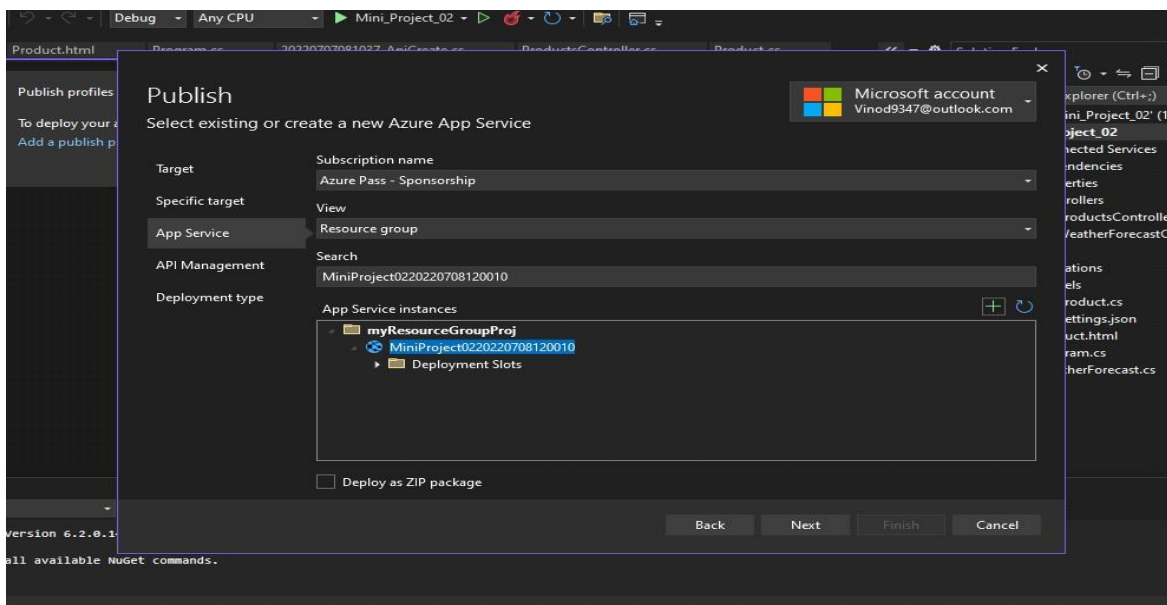 Debug Any CPU Mini_Project_02
Product.html Program.cs 20220707081037_ApiCreate.cs ProductsController.cs Product.cs
Publish profiles
To deploy your
Add a publish p
Publish
Select existing or create a new Azure App Service
Microsoft account
Vinod9347@outlook.com
Target
Specific target
App Service
API Management
Deployment type
Subscription name
Azure Pass - Sponsorship
View
Resource group
Search
MiniProject0220220708120010
App Service instances
myResourceGroupProj
MiniProject0220220708120010
Deployment Slots
Deploy as ZIP package
Back Next Finish Cancel
xplorer (Ctrl+;)
ini_Project_02' (1
oject_02
nected Services
endencies
erties
rollers
roductsControlle
eatherForecastC
ations
els
roduct.cs
ettings.json
uct.html
ram.cs
therForecast.cs
Version 6.2.0.1
all available NuGet commands.